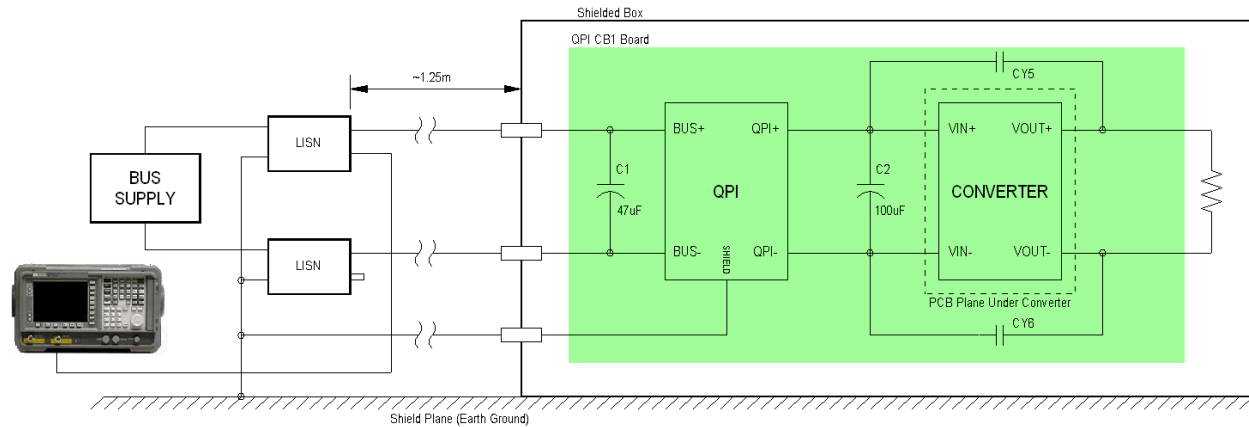 Shielded Box
QPI CB1 Board
~1.25m
CY5
LISN
BUS+
QPI+
VIN+
VOUT+
BUS
SUPPLY
C1
47uF
QPI
C2
100uF
CONVERTER
LISN
BUS-
SHIELD
QPI-
VIN-
VOUT-
PCB Plane Under Converter
CY6
Shield Plane (Earth Ground)